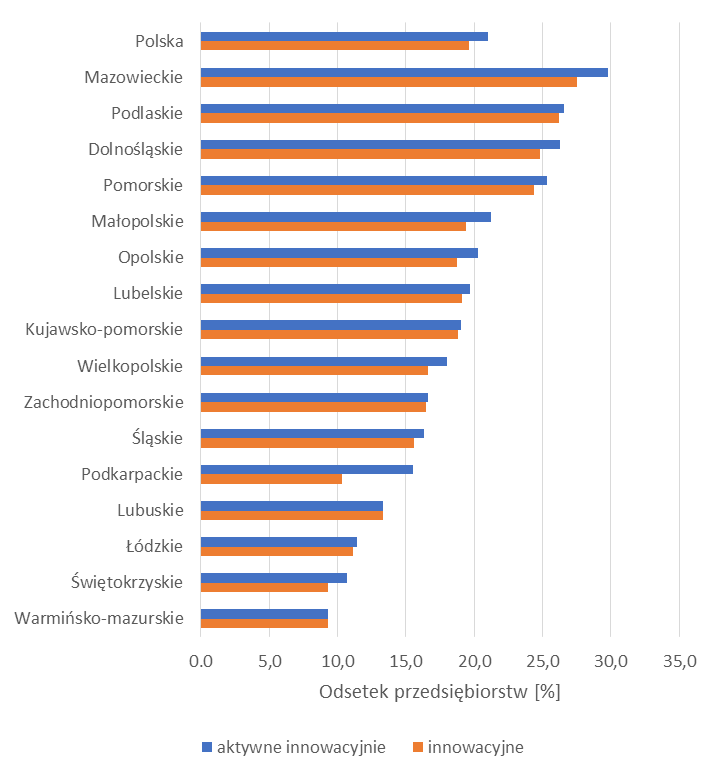 Polska
Mazowieckie
Podlaskie
Dolnośląskie
Pomorskie
Małopolskie
Opolskie
Lubelskie
Kujawsko-pomorskie
Wielkopolskie
Zachodniopomorskie
Śląskie
Podkarpackie
Lubuskie
Łódzkie
Świętokrzyskie
Warmińsko-mazurskie
0.0 5,0 10,0 15,0 20,0 25,0 30,0 35,0
Odsetek przedsiębiorstw [%]
aktywne innowacyjnie innowacyjne